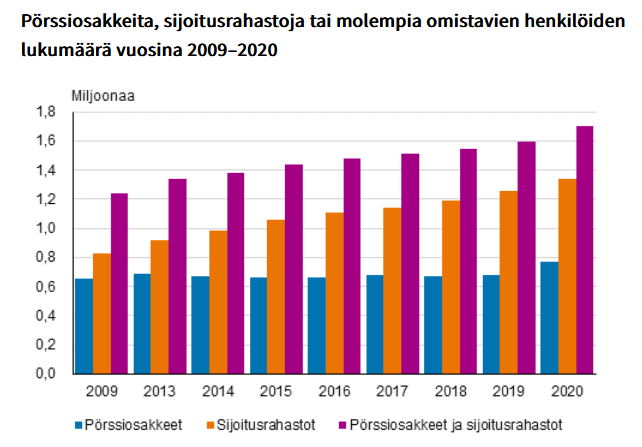 Pörssiosakkeita, sijoitusrahastoja tai molempia omistavien henkilöiden
lukumäärä vuosina 2009–2020
Miljoonaa
1,8
1,6
1,4
1,2
1,0
0,8
0,6
0,4
0,2
0,0
2009 2013 2014 2015 2016 2017 2018 2019 2020
Pörssiosakkeet Sijoitusrahastot Pörssiosakkeet ja sijoitusrahastot